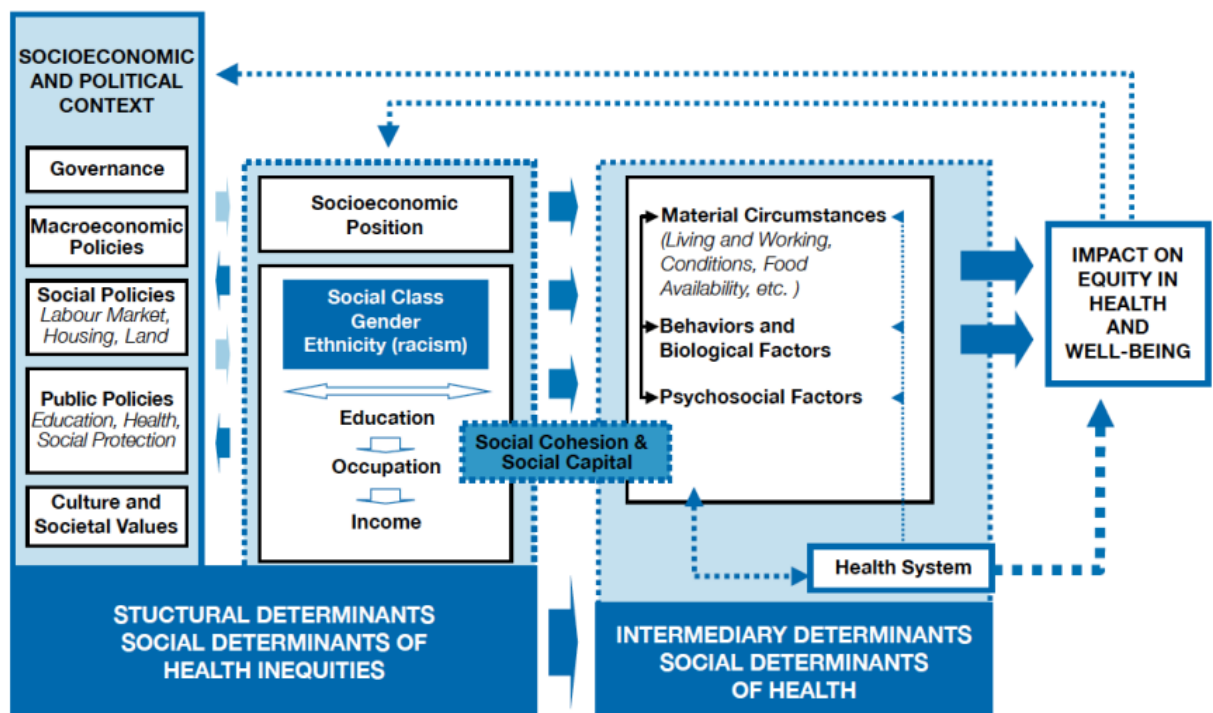 SOCIOECONOMIC
AND POLITICAL
CONTEXT
Governance
Macroeconomic
Policies
Social Policies
Labour Market,
Housing, Land
Public Policies
Education, Health,
Social Protection
Culture and
Societal Values
Socioeconomic
Position
Social Class
Gender
Ethnicity (racism)
Education
Occupation
Income
Social Cohesion &
Social Capital
Material Circumstances
(Living and Working,
Conditions, Food
Availability, etc. )
Behaviors and
Biological Factors
Psychosocial Factors
Health System
IMPACT ON
EQUITY IN
HEALTH
AND
WELL-BEING
STUCTURAL DETERMINANTS
SOCIAL DETERMINANTS OF
HEALTH INEQUITIES
INTERMEDIARY DETERMINANTS
SOCIAL DETERMINANTS
OF HEALTH